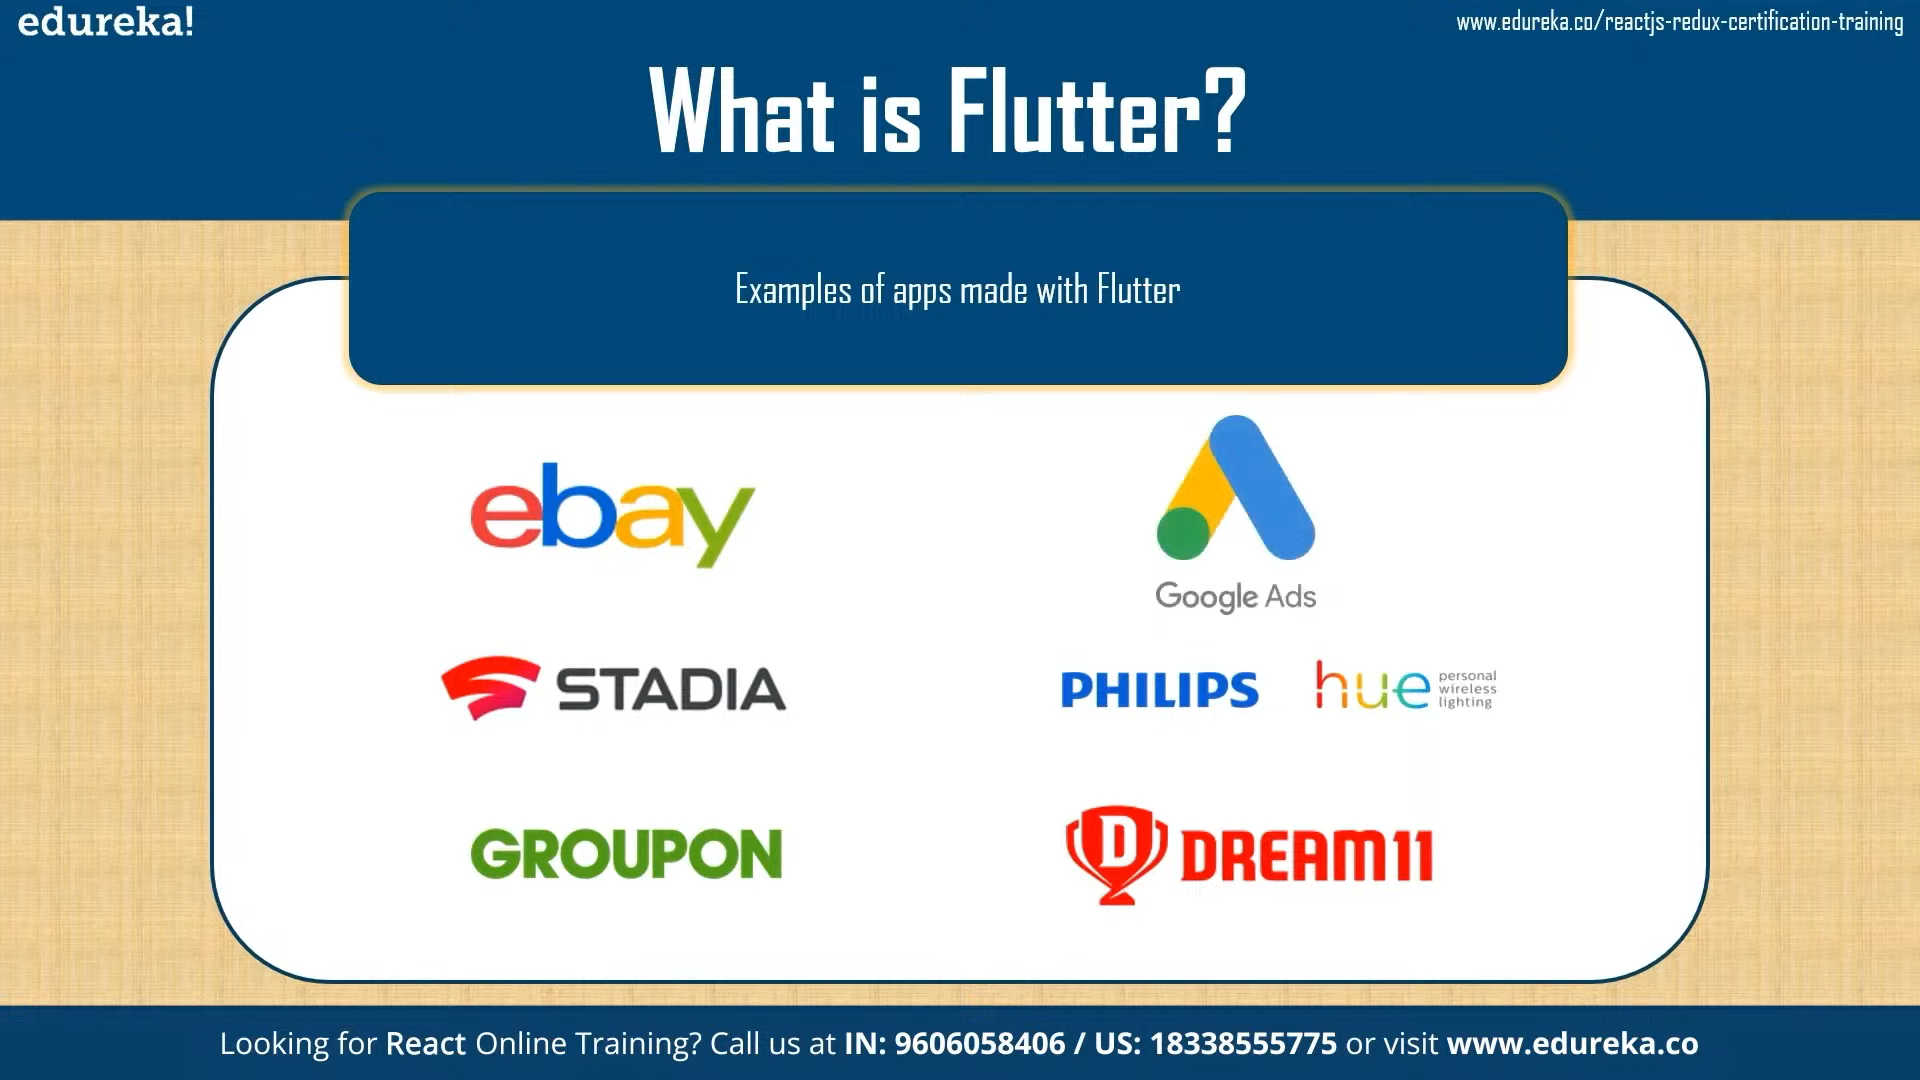 edureka!
www.edureka.co/reactjs-redux-certification-training
What is Flutter?
Examples of apps made with Flutter
ebay
Google Ads
STADIA
PHILIPS
hue
personal
wireless
lighting
GROUPON
D DREAM11
Looking for React Online Training? Call us at IN: 9606058406 / US: 18338555775 or visit www.edureka.co